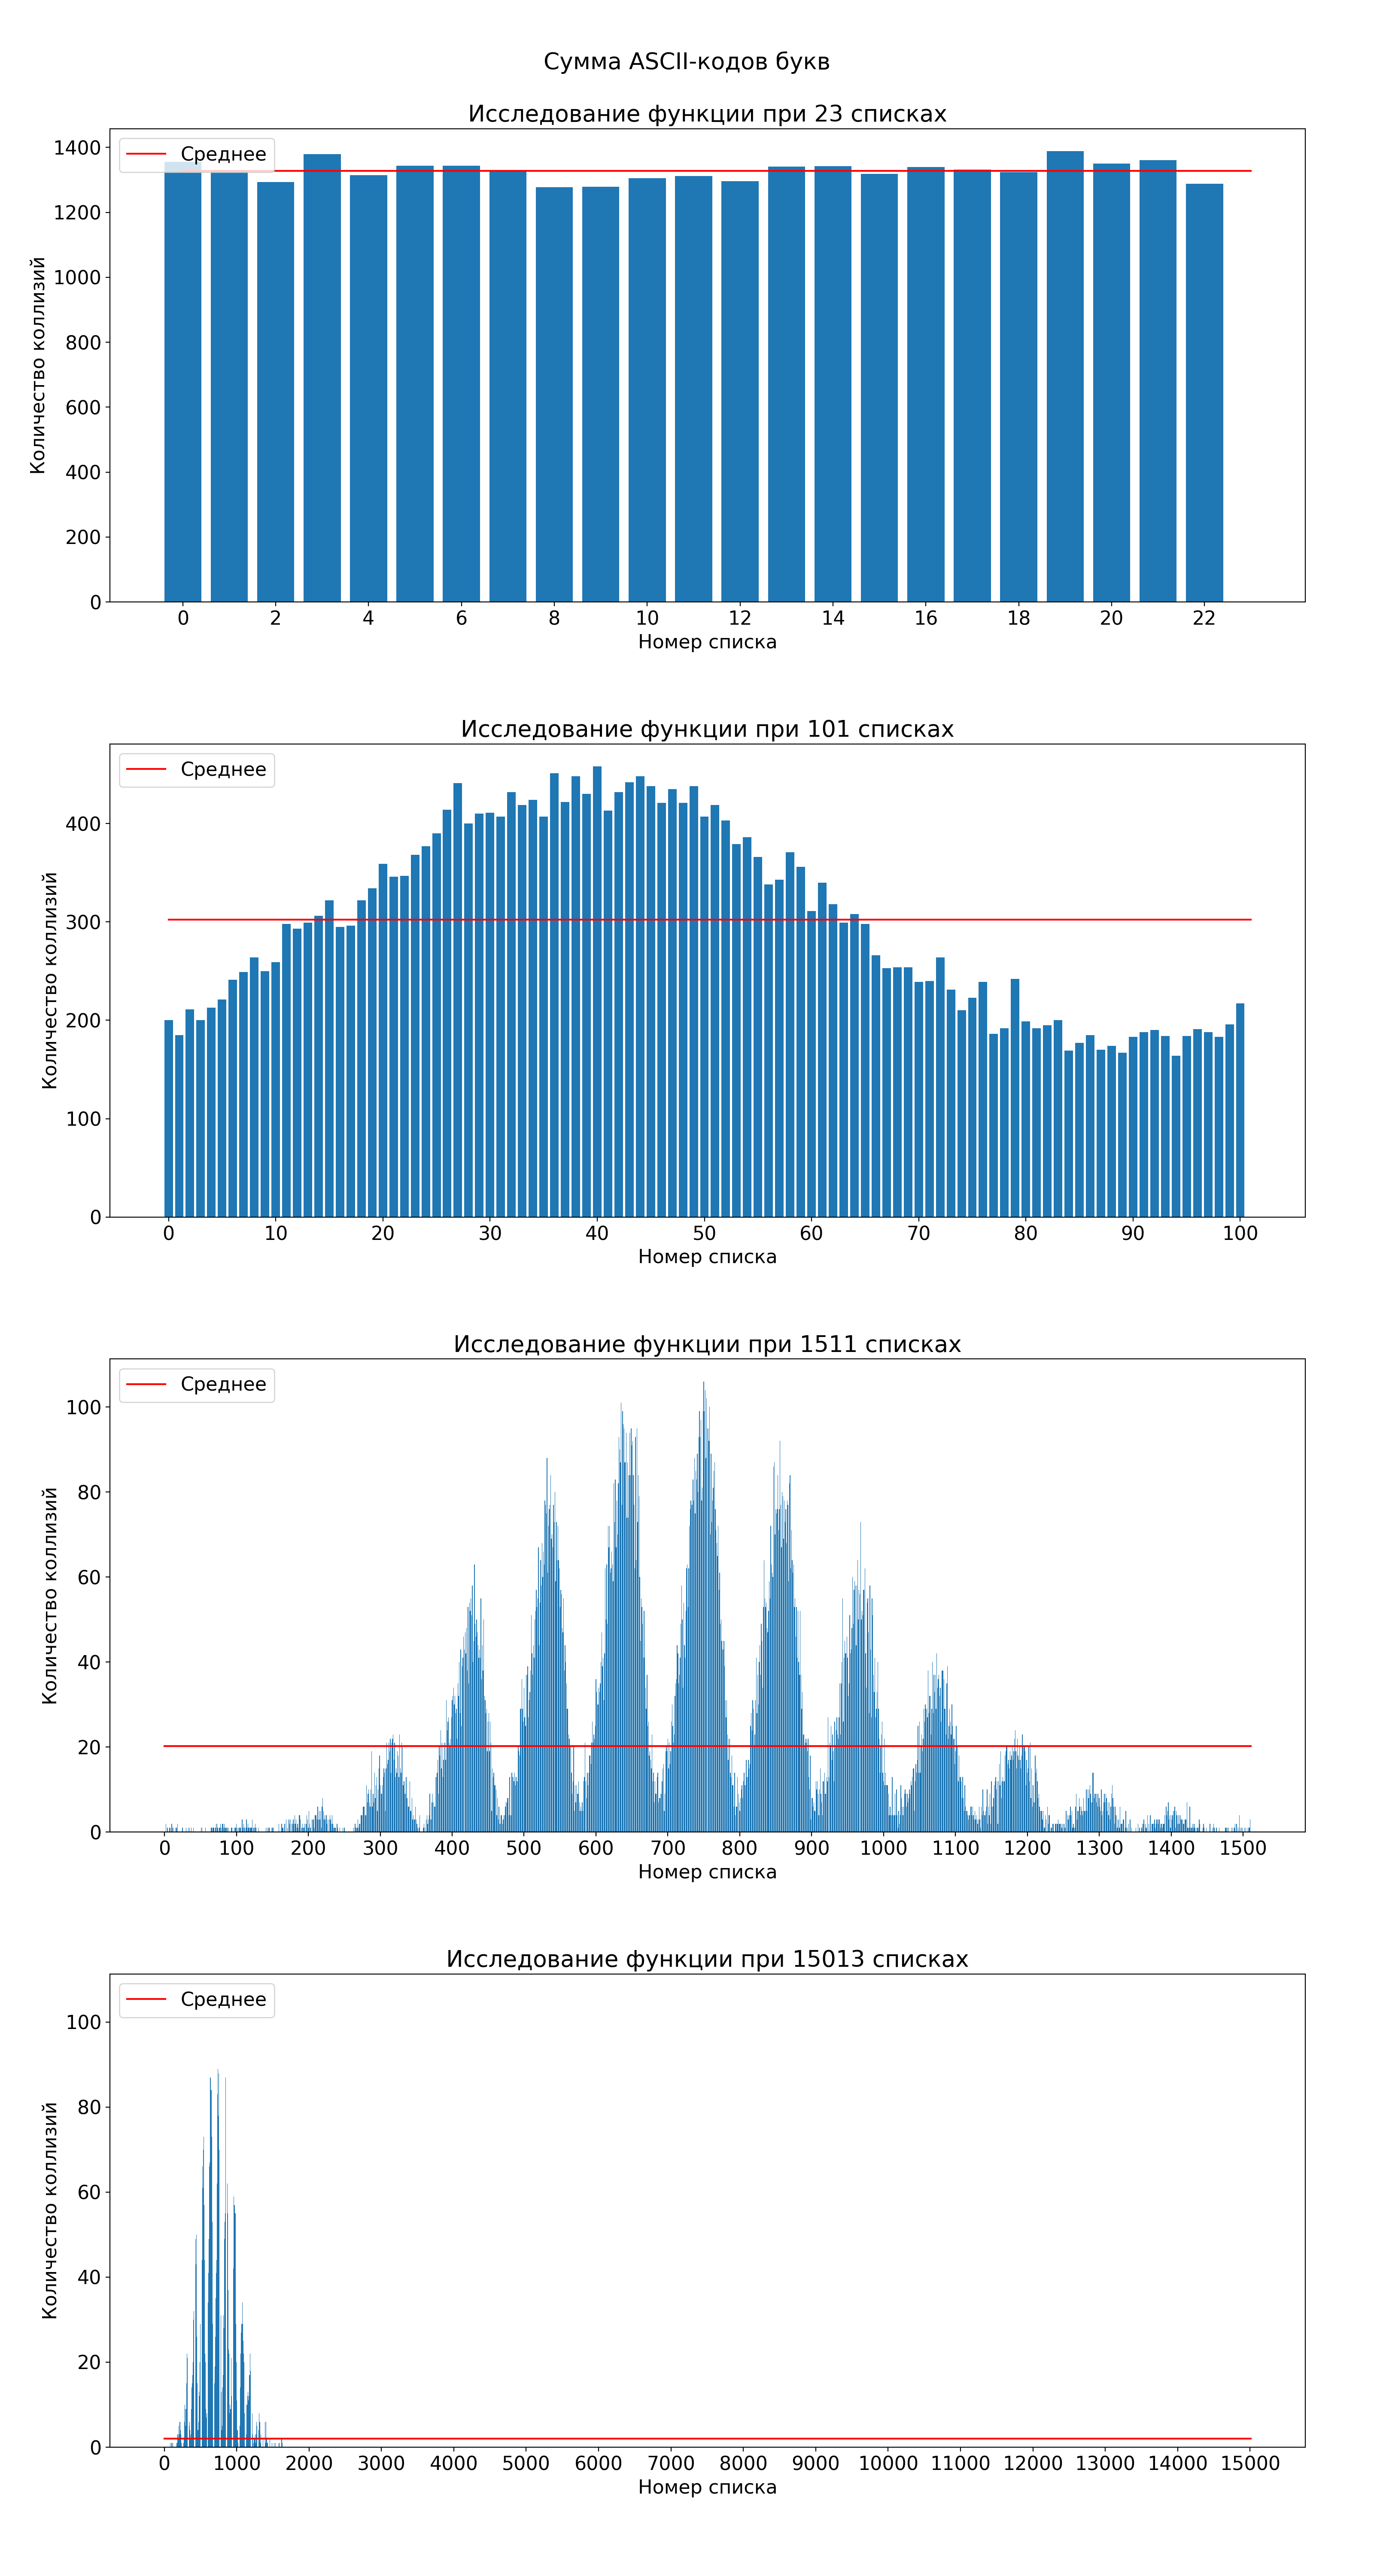 Сумма ASCII-кодов букв
Исследование функции при 23 списках
Среднее
Количество коллизий
1400
1200
1000
800
600
400
200
0
0 2 4 6 8 10 12 14 16 18 20 22
Номер списка
Исследование функции при 101 списках
Среднее
Количество коллизий
400
300
200
100
0
0 10 20 30 40 50 60 70 80 90 100
Номер списка
Исследование функции при 1511 списках
Среднее
Количество коллизий
100
80
60
40
20
0
0 100 200 300 400 500 600 700 800 900 1000 1100 1200 1300 1400 1500
Номер списка
Исследование функции при 15013 списках
Среднее
Количество коллизий
100
80
60
40
20
0
0 1000 2000 3000 4000 5000 6000 7000 8000 9000 10000 11000 12000 13000 14000 15000
Номер списка